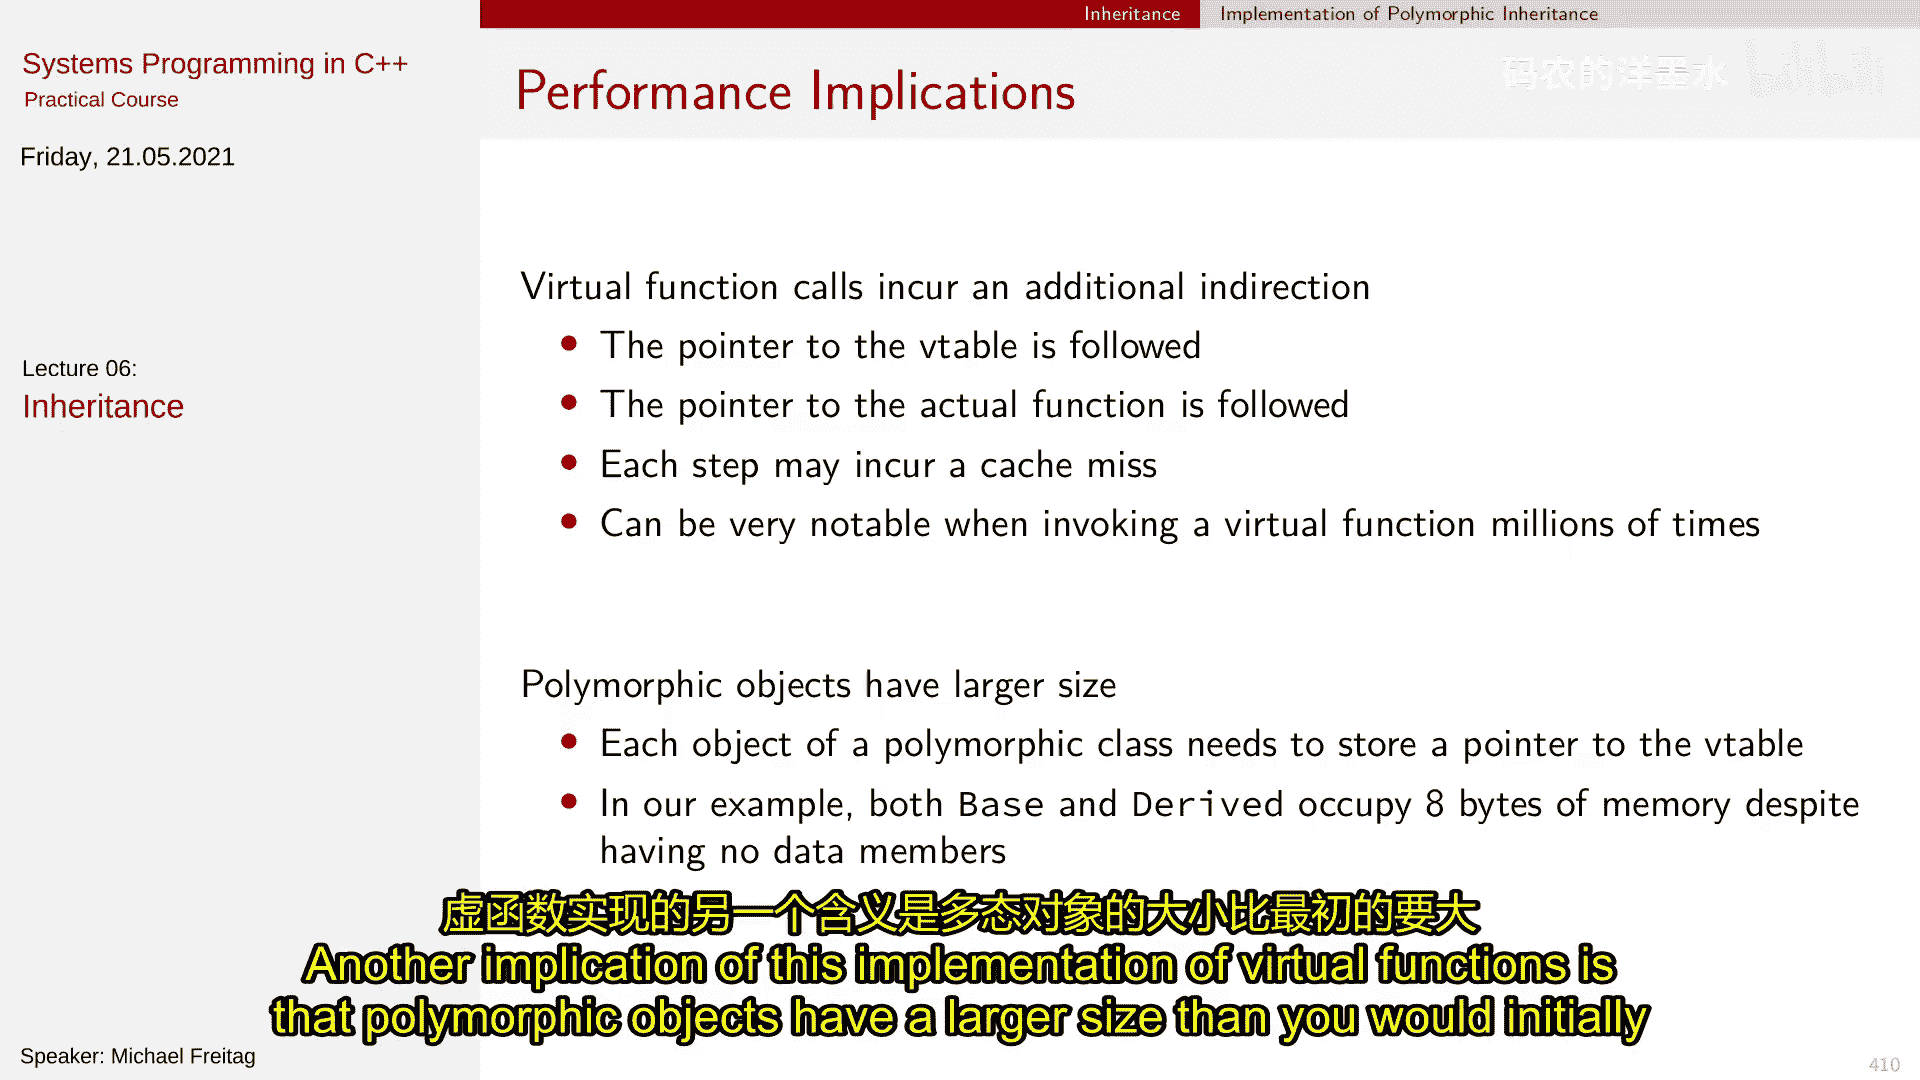 Inheritance
Implementation of Polymorphic Inheritance
Systems Programming in C++
Practical Course
Friday, 21.05.2021
Performance Implications
码农的洋墨水 bilibili
Virtual function calls incur an additional indirection
• The pointer to the vtable is followed
• The pointer to the actual function is followed
• Each step may incur a cache miss
• Can be very notable when invoking a virtual function millions of times
Lecture 06:
Inheritance
Polymorphic objects have larger size
• Each object of a polymorphic class needs to store a pointer to the vtable
• In our example, both Base and Derived occupy 8 bytes of memory despite
having no data members
虚函数实现的另一个含义是多态对象的大小比最初的要大
Another implication of this implementation of virtual functions is
that polymorphic objects have a larger size than you would initially
Speaker: Michael Freitag
410